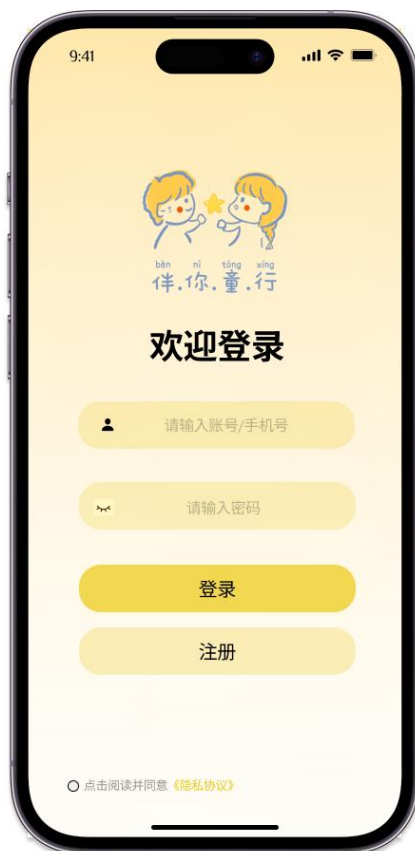 9:41
bàn nǐ tóng xíng
伴.你.童.行
欢迎登录
请输入账号/手机号
请输入密码
登录
注册
点击阅读并同意《隐私协议》